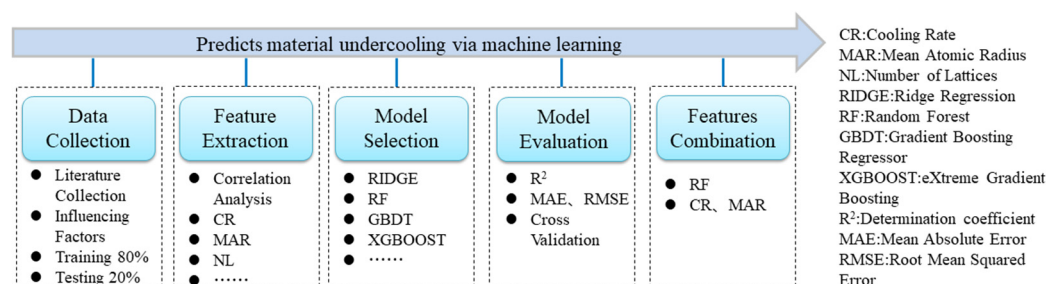 Predicts material undercooling via machine learning
Data
Collection
● Literature
Collection
● Influencing
Factors
● Training 80%
● Testing 20%
Feature
Extraction
● Correlation
Analysis
● CR
● MAR
● NL
● ······
Model
Selection
● RIDGE
● RF
● GBDT
● XGBOOST
● ······
Model
Evaluation
● R²
● MAE、RMSE
● Cross
Validation
Features
Combination
● RF
● CR、MAR
CR:Cooling Rate
MAR:Mean Atomic Radius
NL:Number of Lattices
RIDGE:Ridge Regression
RF:Random Forest
GBDT:Gradient Boosting
Regressor
XGBOOST:eXtreme Gradient
Boosting
R²:Determination coefficient
MAE:Mean Absolute Error
RMSE:Root Mean Squared
Error